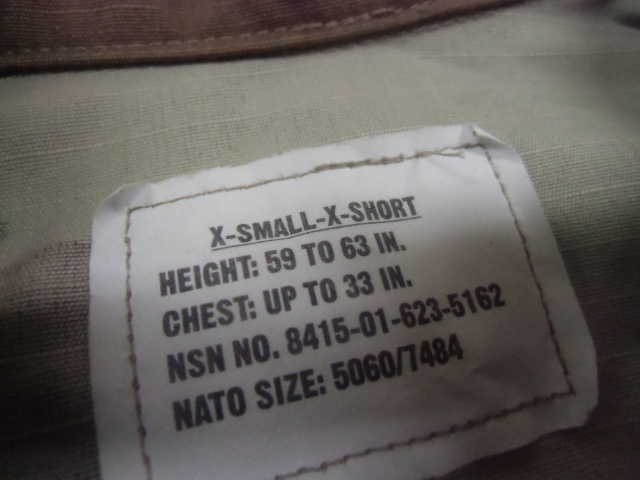 X-SMALL-X-SHORT
HEIGHT: 59 TO 63 IN.
CHEST: UP TO 33 IN.
NSN NO. 8415-01-623-5162
NATO SIZE: 5060/7484